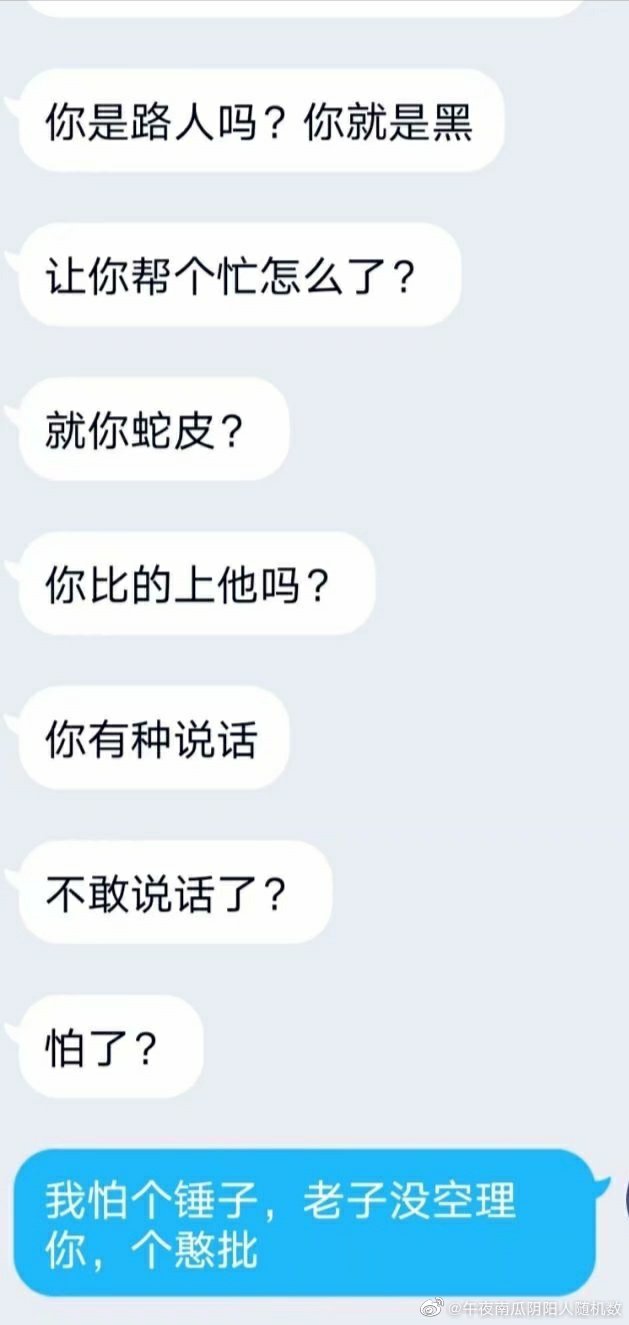 你是路人吗？你就是黑
让你帮个忙怎么了？
就你蛇皮？
你比的上他吗？
你有种说话
不敢说话了？
怕了？
我怕个锤子，老子没空理
你，个憨批
@午夜南瓜阴阳人随机数